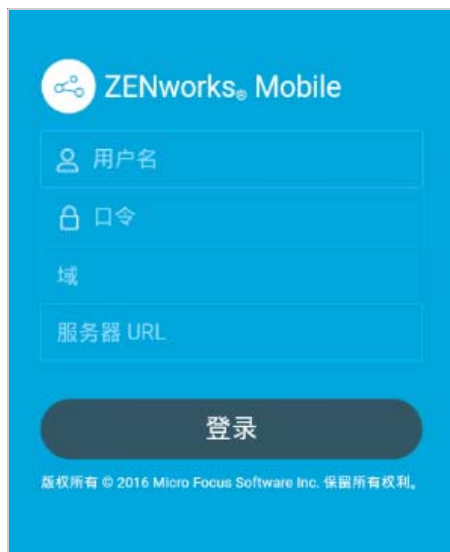 ZENworks® Mobile
用户名
口令
域
服务器 URL
登录
版权所有 © 2016 Micro Focus Software Inc. 保留所有权利。